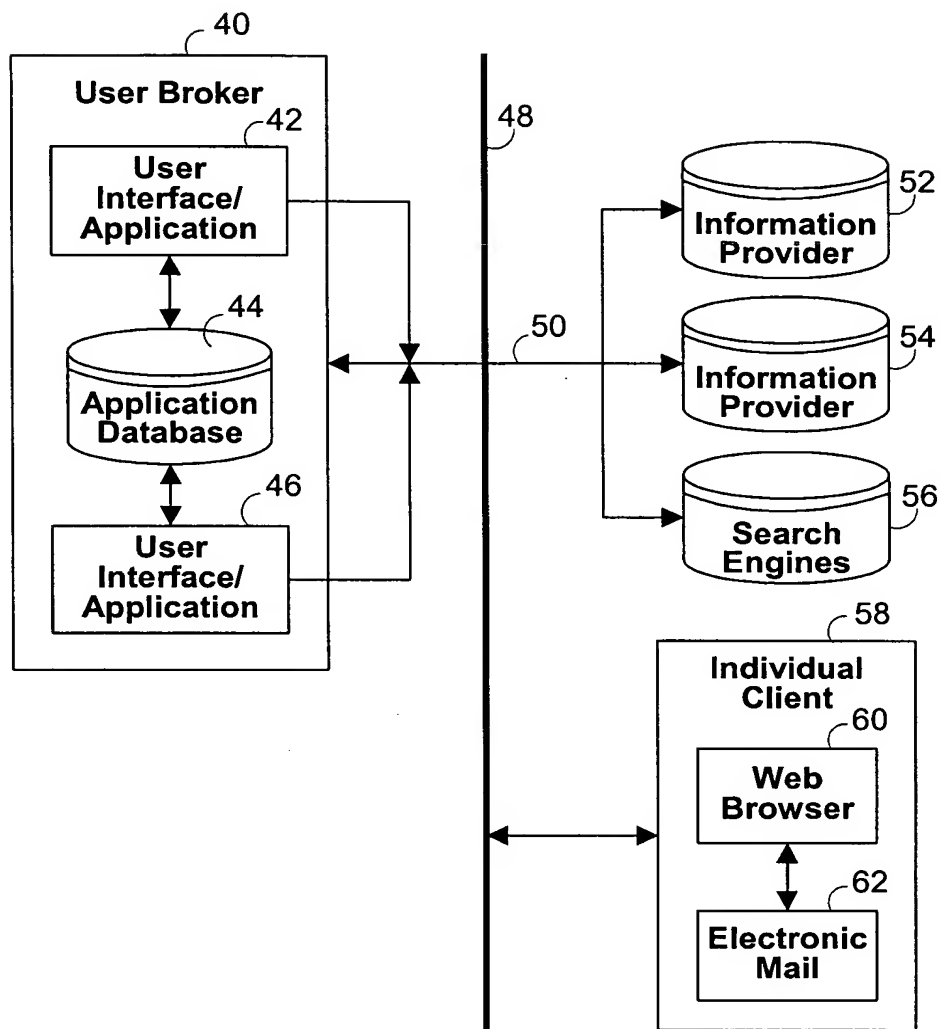 40
User Broker
42
User
Interface/
Application
44
Application
Database
46
User
Interface/
Application
48
50
52
Information
Provider
54
Information
Provider
56
Search
Engines
58
Individual
Client
60
Web
Browser
62
Electronic
Mail